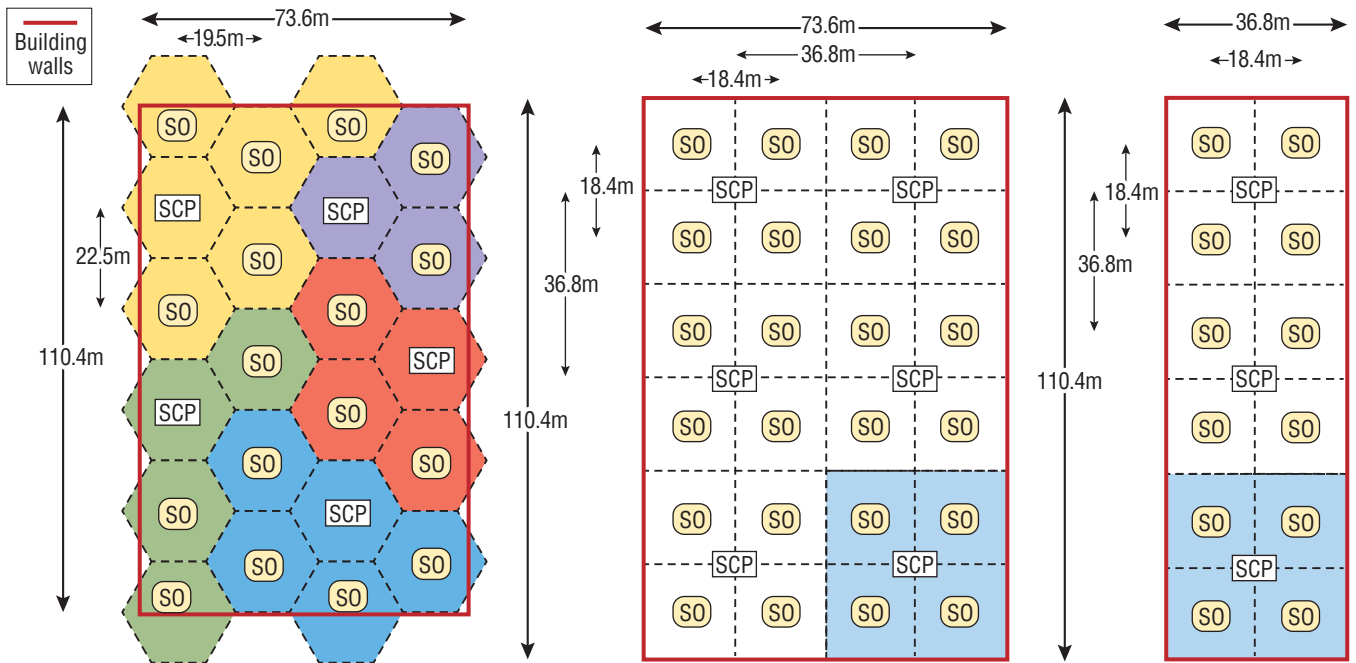 Building
walls
73.6m
19.5m
SO SO
SO SO
SCP SCP
22.5m SO SO
SO SO
110.4m SO SCP
SCP SO
SO SO
SO SCP
SO SO
SO SO
73.6m
36.8m
18.4m
SO SO SO SO
18.4m SCP SCP
SO SO SO SO
36.8m
SO SO SO SO
SCP SCP
110.4m SO SO SO SO
SO SO SO SO
SCP SCP
SO SO SO SO
36.8m
18.4m
SO SO
18.4m SCP
SO SO
36.8m
SO SO
110.4m SCP
SO SO
SO SO
SCP
SO SO